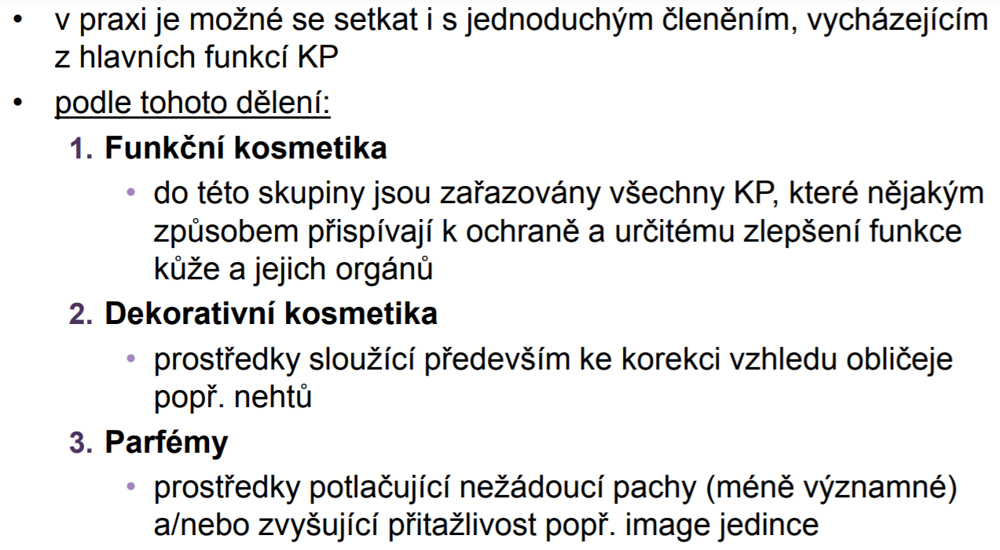 • v praxi je možné se setkat i s jednoduchým členěním, vycházejícím
z hlavních funkcí KP
• podle tohoto dělení:
1. Funkční kosmetika
• do této skupiny jsou zařazovány všechny KP, které nějakým
způsobem přispívají k ochraně a určitému zlepšení funkce
kůže a jejich orgánů
2. Dekorativní kosmetika
• prostředky sloužící především ke korekci vzhledu obličeje
popř. nehtů
3. Parfémy
• prostředky potlačující nežádoucí pachy (méně významné)
a/nebo zvyšující přitažlivost popř. image jedince